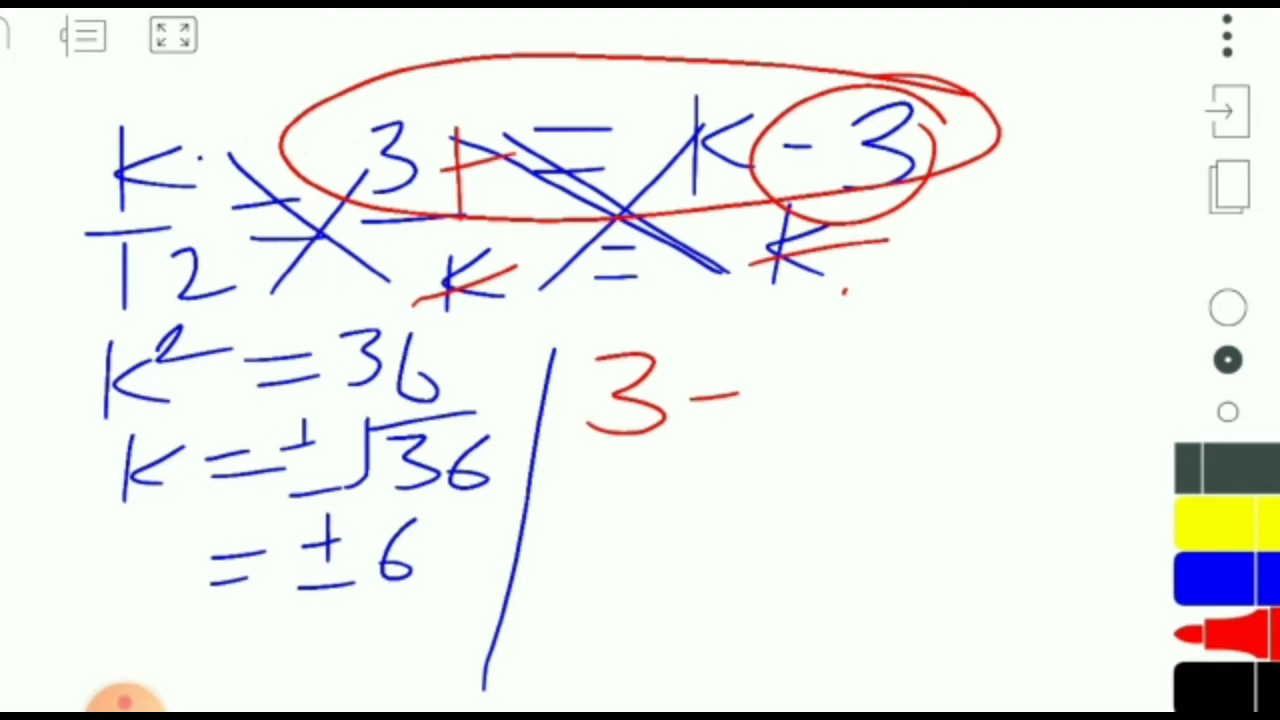 K/12 = 3/K = K - 3/K
K² = 36
K = ± √36
= ± 6
3 -